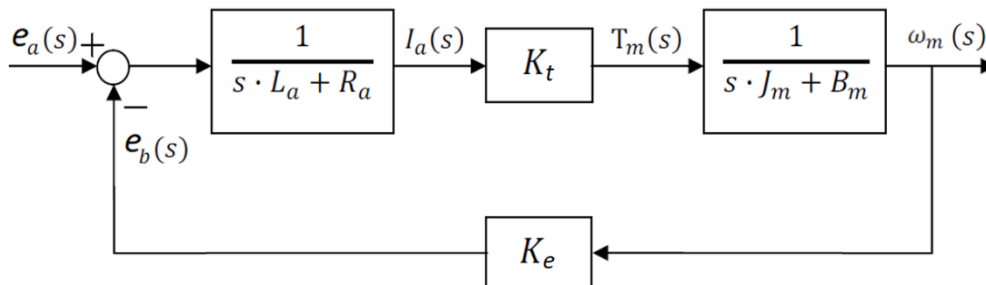 e_a(s) +
1
s · L_a + R_a
I_a(s)
K_t
T_m(s)
1
s · J_m + B_m
ω_m (s)
−
e_b(s)
K_e